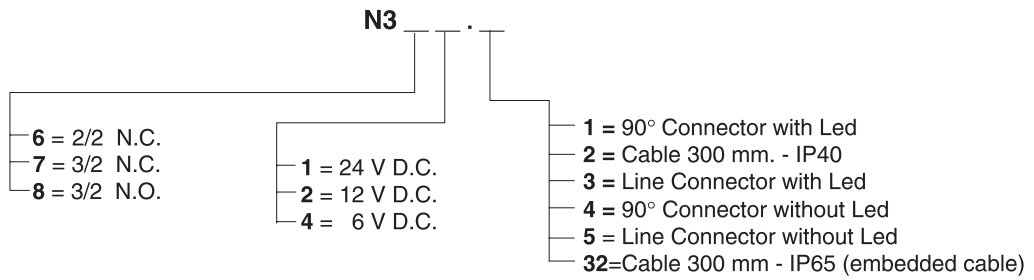 N3 _ _ . _
6 = 2/2 N.C.
7 = 3/2 N.C.
8 = 3/2 N.O.
1 = 24 V D.C.
2 = 12 V D.C.
4 = 6 V D.C.
1 = 90° Connector with Led
2 = Cable 300 mm. - IP40
3 = Line Connector with Led
4 = 90° Connector without Led
5 = Line Connector without Led
32=Cable 300 mm - IP65 (embedded cable)